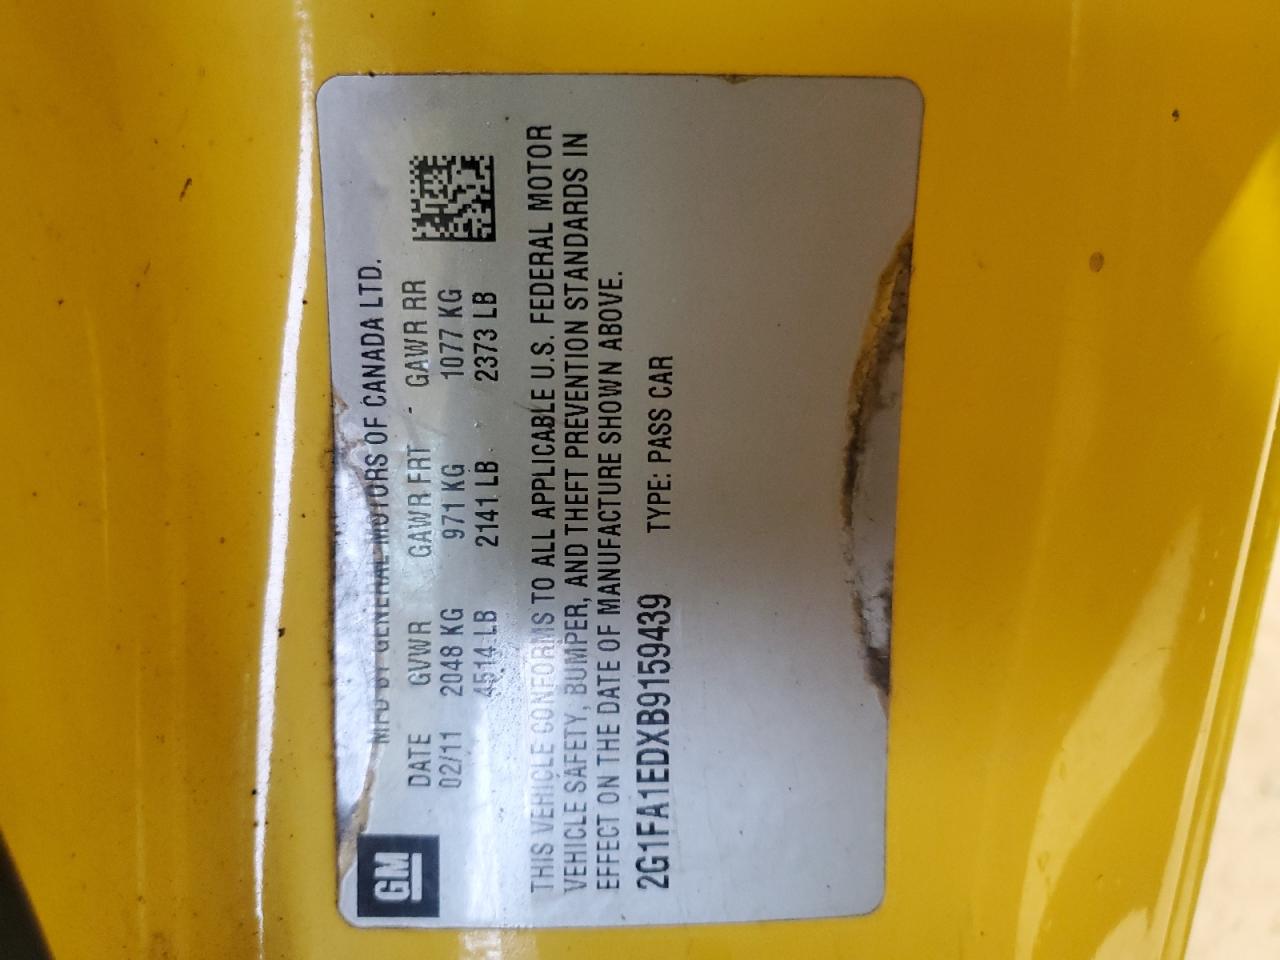 GM
MFD BY GENERAL MOTORS OF CANADA LTD.
DATE GVWR GAWR FRT GAWR RR
02/11 2048 KG 971 KG 1077 KG
4514 LB 2141 LB 2373 LB
THIS VEHICLE CONFORMS TO ALL APPLICABLE U.S. FEDERAL MOTOR
VEHICLE SAFETY, BUMPER, AND THEFT PREVENTION STANDARDS IN
EFFECT ON THE DATE OF MANUFACTURE SHOWN ABOVE.
2G1FA1EDXB9159439 TYPE: PASS CAR